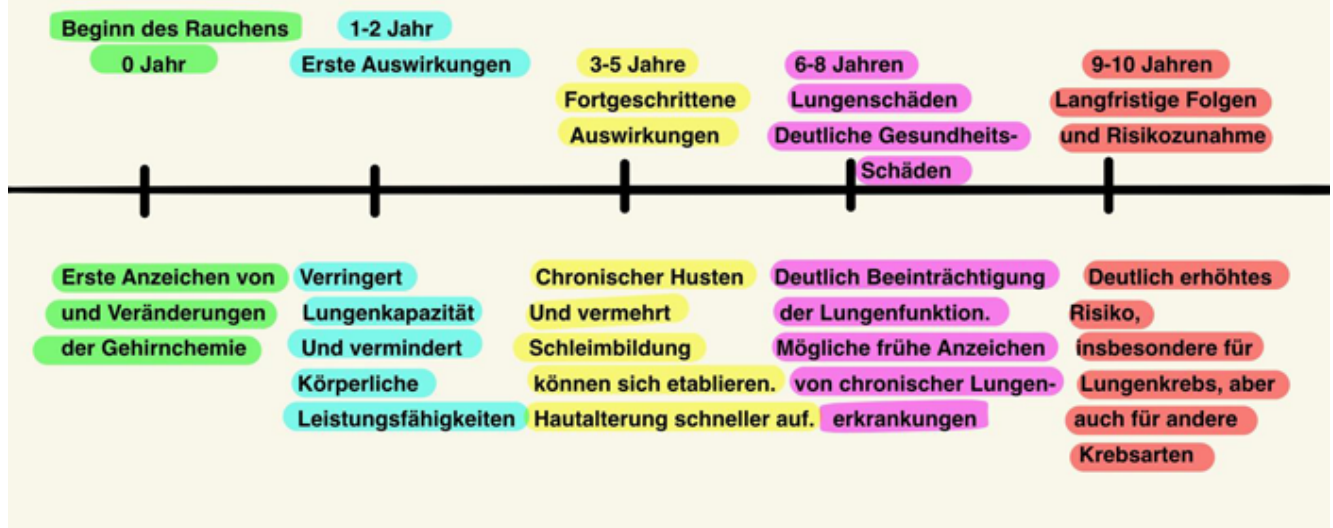 Beginn des Rauchens
0 Jahr
1-2 Jahr
Erste Auswirkungen
3-5 Jahre
Fortgeschrittene
Auswirkungen
6-8 Jahren
Lungenschäden
Deutliche Gesundheits-
Schäden
9-10 Jahren
Langfristige Folgen
und Risikozunahme
Erste Anzeichen von
und Veränderungen
der Gehirnchemie
Verringert
Lungenkapazität
Und vermindert
Körperliche
Leistungsfähigkeiten
Chronischer Husten
Und vermehrt
Schleimbildung
können sich etablieren.
Hautalterung schneller auf.
Deutlich Beeinträchtigung
der Lungenfunktion.
Mögliche frühe Anzeichen
von chronischer Lungen-
erkrankungen
Deutlich erhöhtes
Risiko,
insbesondere für
Lungenkrebs, aber
auch für andere
Krebsarten